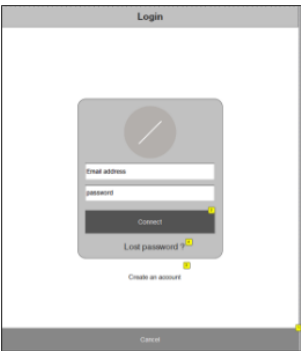 Login
Email address
password
Connect
Lost password ?
Create an account
Cancel